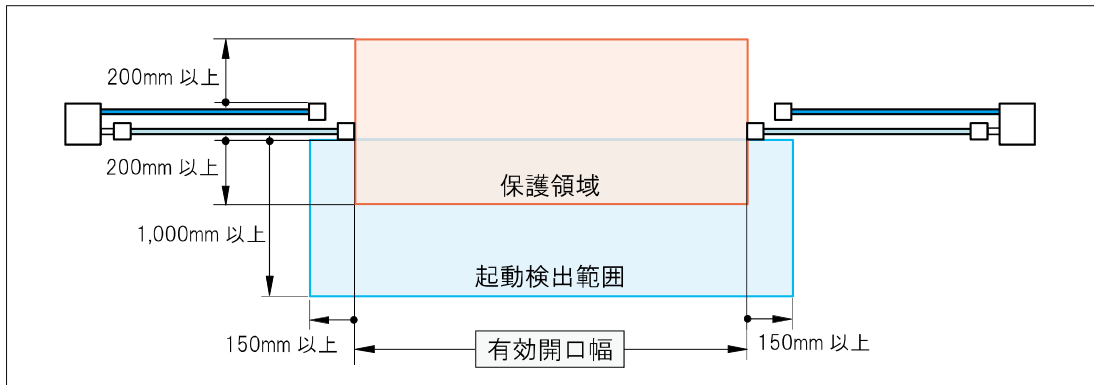 200mm 以上
200mm 以上
保護領域
1,000mm 以上
起動検出範囲
150mm 以上
有効開口幅
150mm 以上